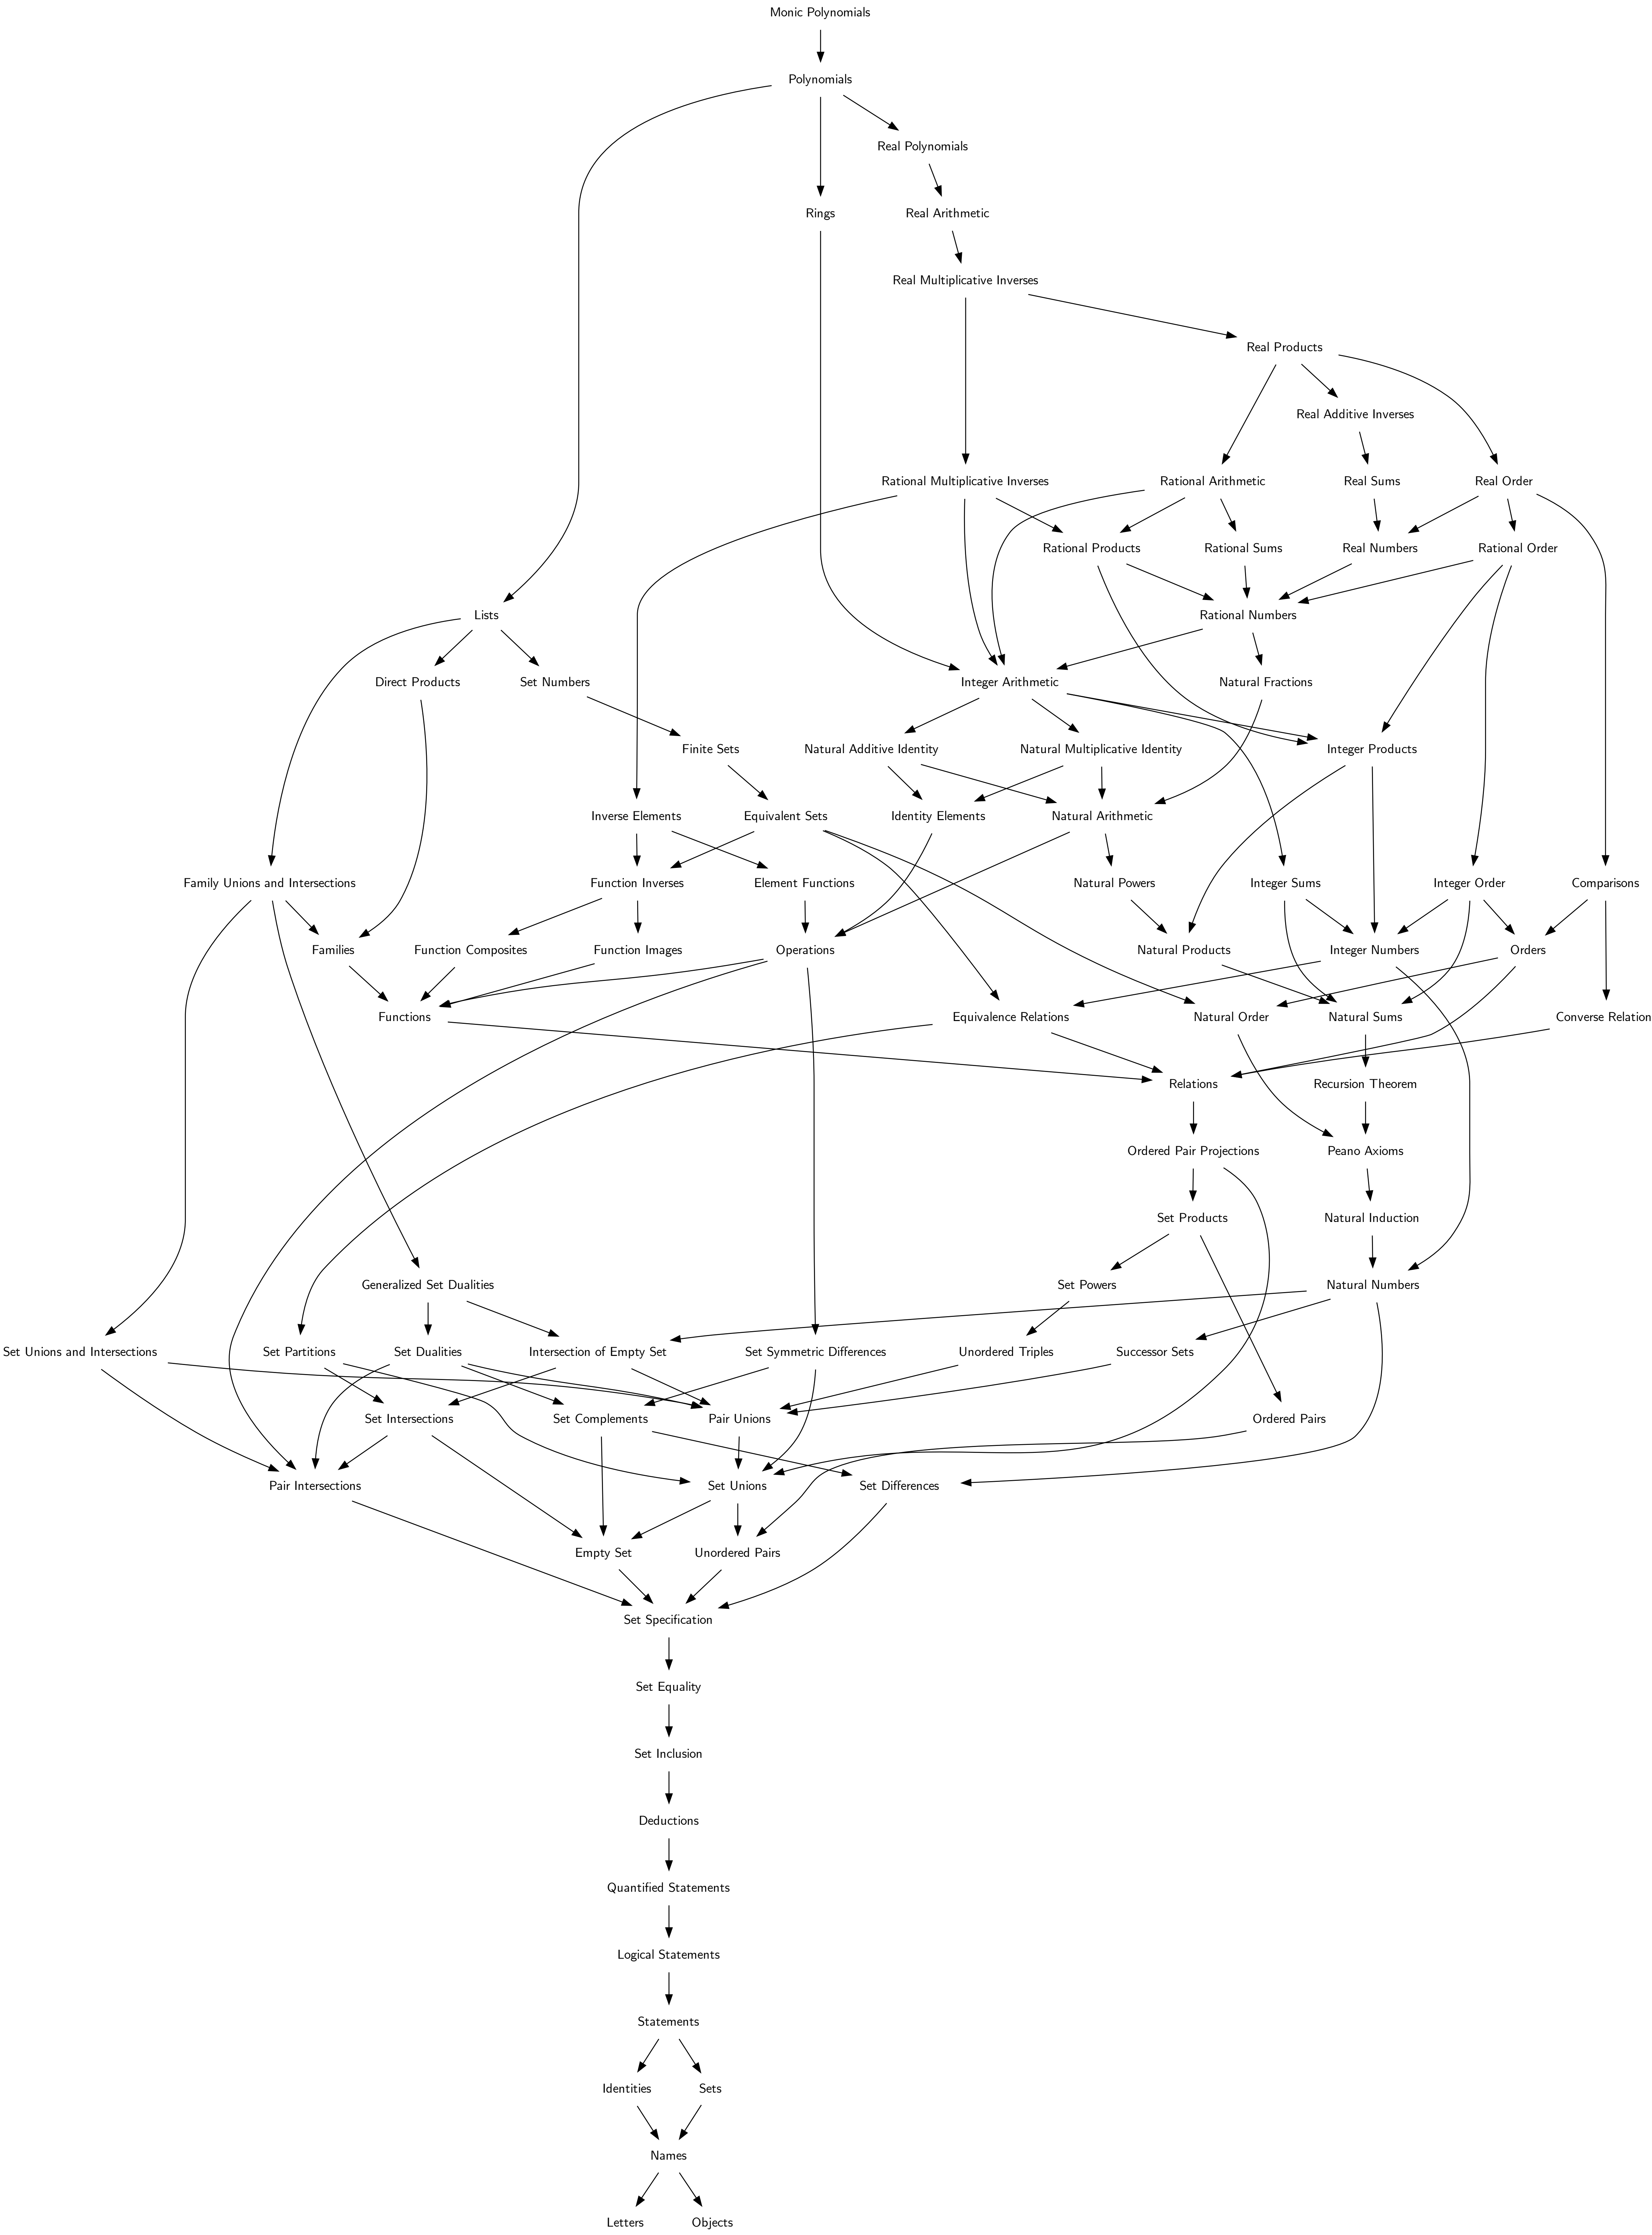 Monic Polynomials
Polynomials
Real Polynomials
Rings
Real Arithmetic
Real Multiplicative Inverses
Real Products
Real Additive Inverses
Rational Multiplicative Inverses
Rational Arithmetic
Real Sums
Real Order
Rational Products
Rational Sums
Real Numbers
Rational Order
Lists
Rational Numbers
Direct Products
Set Numbers
Integer Arithmetic
Natural Fractions
Finite Sets
Natural Additive Identity
Natural Multiplicative Identity
Integer Products
Inverse Elements
Equivalent Sets
Identity Elements
Natural Arithmetic
Family Unions and Intersections
Function Inverses
Element Functions
Natural Powers
Integer Sums
Integer Order
Comparisons
Families
Function Composites
Function Images
Operations
Natural Products
Integer Numbers
Orders
Functions
Equivalence Relations
Natural Order
Natural Sums
Converse Relation
Relations
Recursion Theorem
Ordered Pair Projections
Peano Axioms
Set Products
Natural Induction
Generalized Set Dualities
Set Powers
Natural Numbers
Set Unions and Intersections
Set Partitions
Set Dualities
Intersection of Empty Set
Set Symmetric Differences
Unordered Triples
Successor Sets
Set Intersections
Set Complements
Pair Unions
Ordered Pairs
Pair Intersections
Set Unions
Set Differences
Empty Set
Unordered Pairs
Set Specification
Set Equality
Set Inclusion
Deductions
Quantified Statements
Logical Statements
Statements
Identities
Sets
Names
Letters
Objects